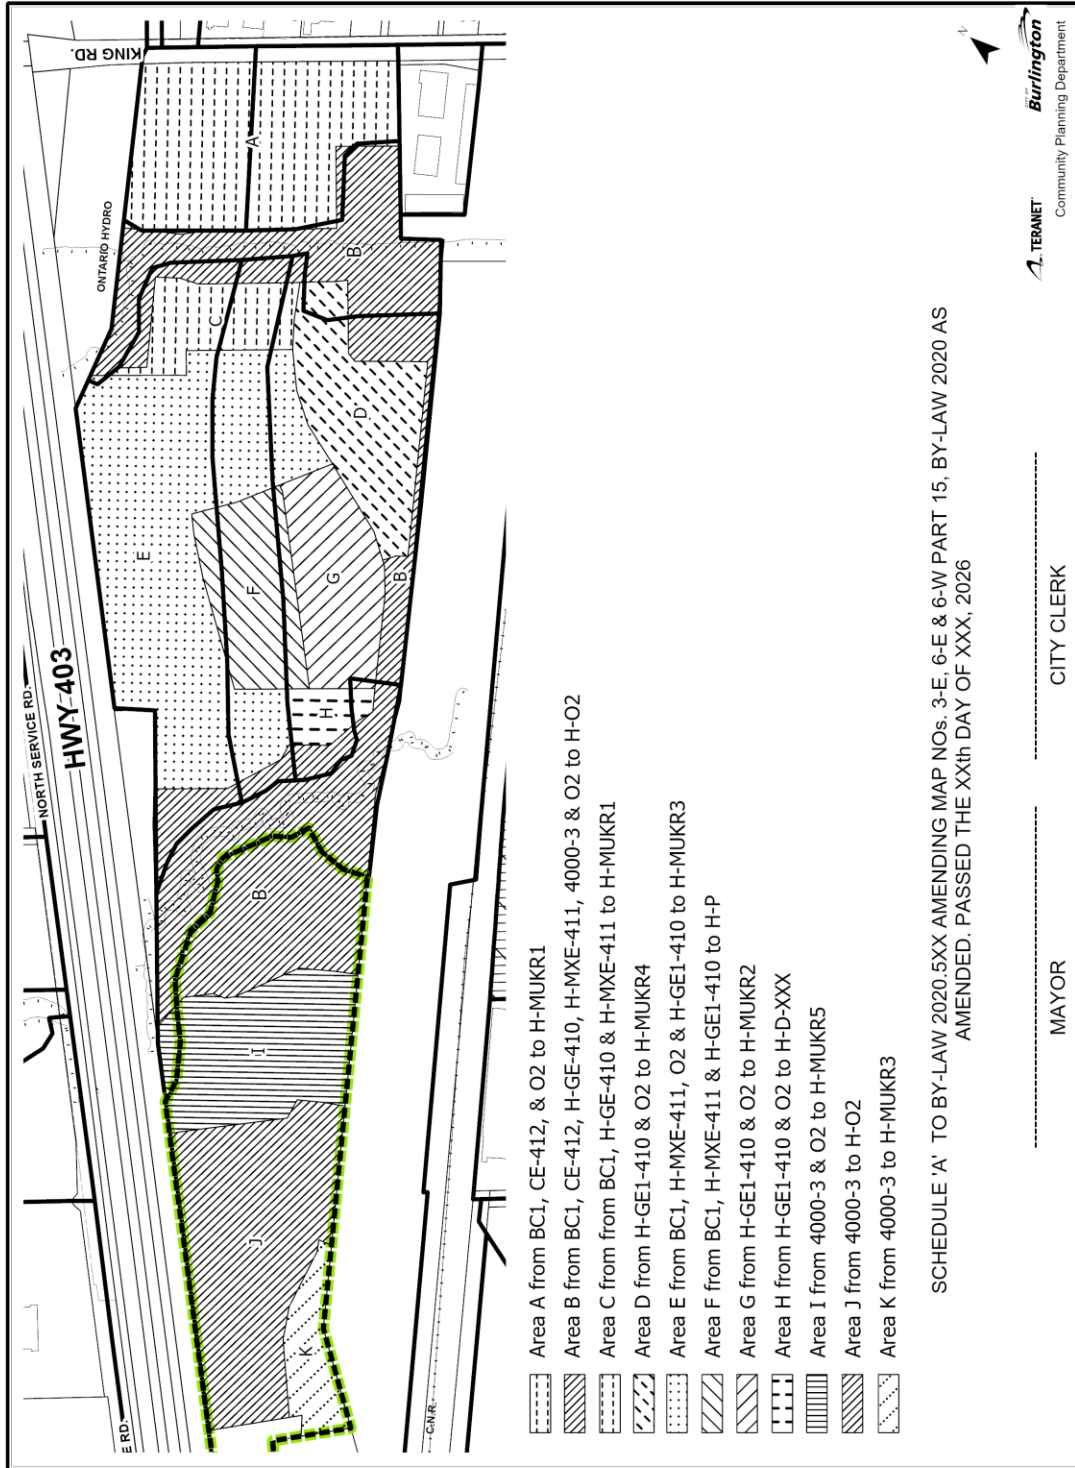 KING RD.
ONTARIO HYDRO
NORTH SERVICE RD.
HWY 403
E RD.
C.N.R.
A
B
C
D
E
F
G
B
H
B
I
J
K
N
Area A from BC1, CE-412, & O2 to H-MUKR1
Area B from BC1, CE-412, H-GE-410, H-MXE-411, 4000-3 & O2 to H-O2
Area C from BC1, H-GE-410 & H-MXE-411 to H-MUKR1
Area D from H-GE1-410 & O2 to H-MUKR4
Area E from BC1, H-MXE-411, O2 & H-GE1-410 to H-MUKR3
Area F from BC1, H-MXE-411 & H-GE1-410 to H-P
Area G from H-GE1-410 & O2 to H-MUKR2
Area H from H-GE1-410 & O2 to H-D-XXX
Area I from 4000-3 & O2 to H-MUKR5
Area J from 4000-3 to H-O2
Area K from 4000-3 to H-MUKR3
SCHEDULE 'A' TO BY-LAW 2020.5XX AMENDING MAP NOs. 3-E, 6-E & 6-W PART 15, BY-LAW 2020 AS
AMENDED. PASSED THE XXth DAY OF XXX, 2026
MAYOR
CITY CLERK
TERANET
CITY OF
Burlington
Community Planning Department